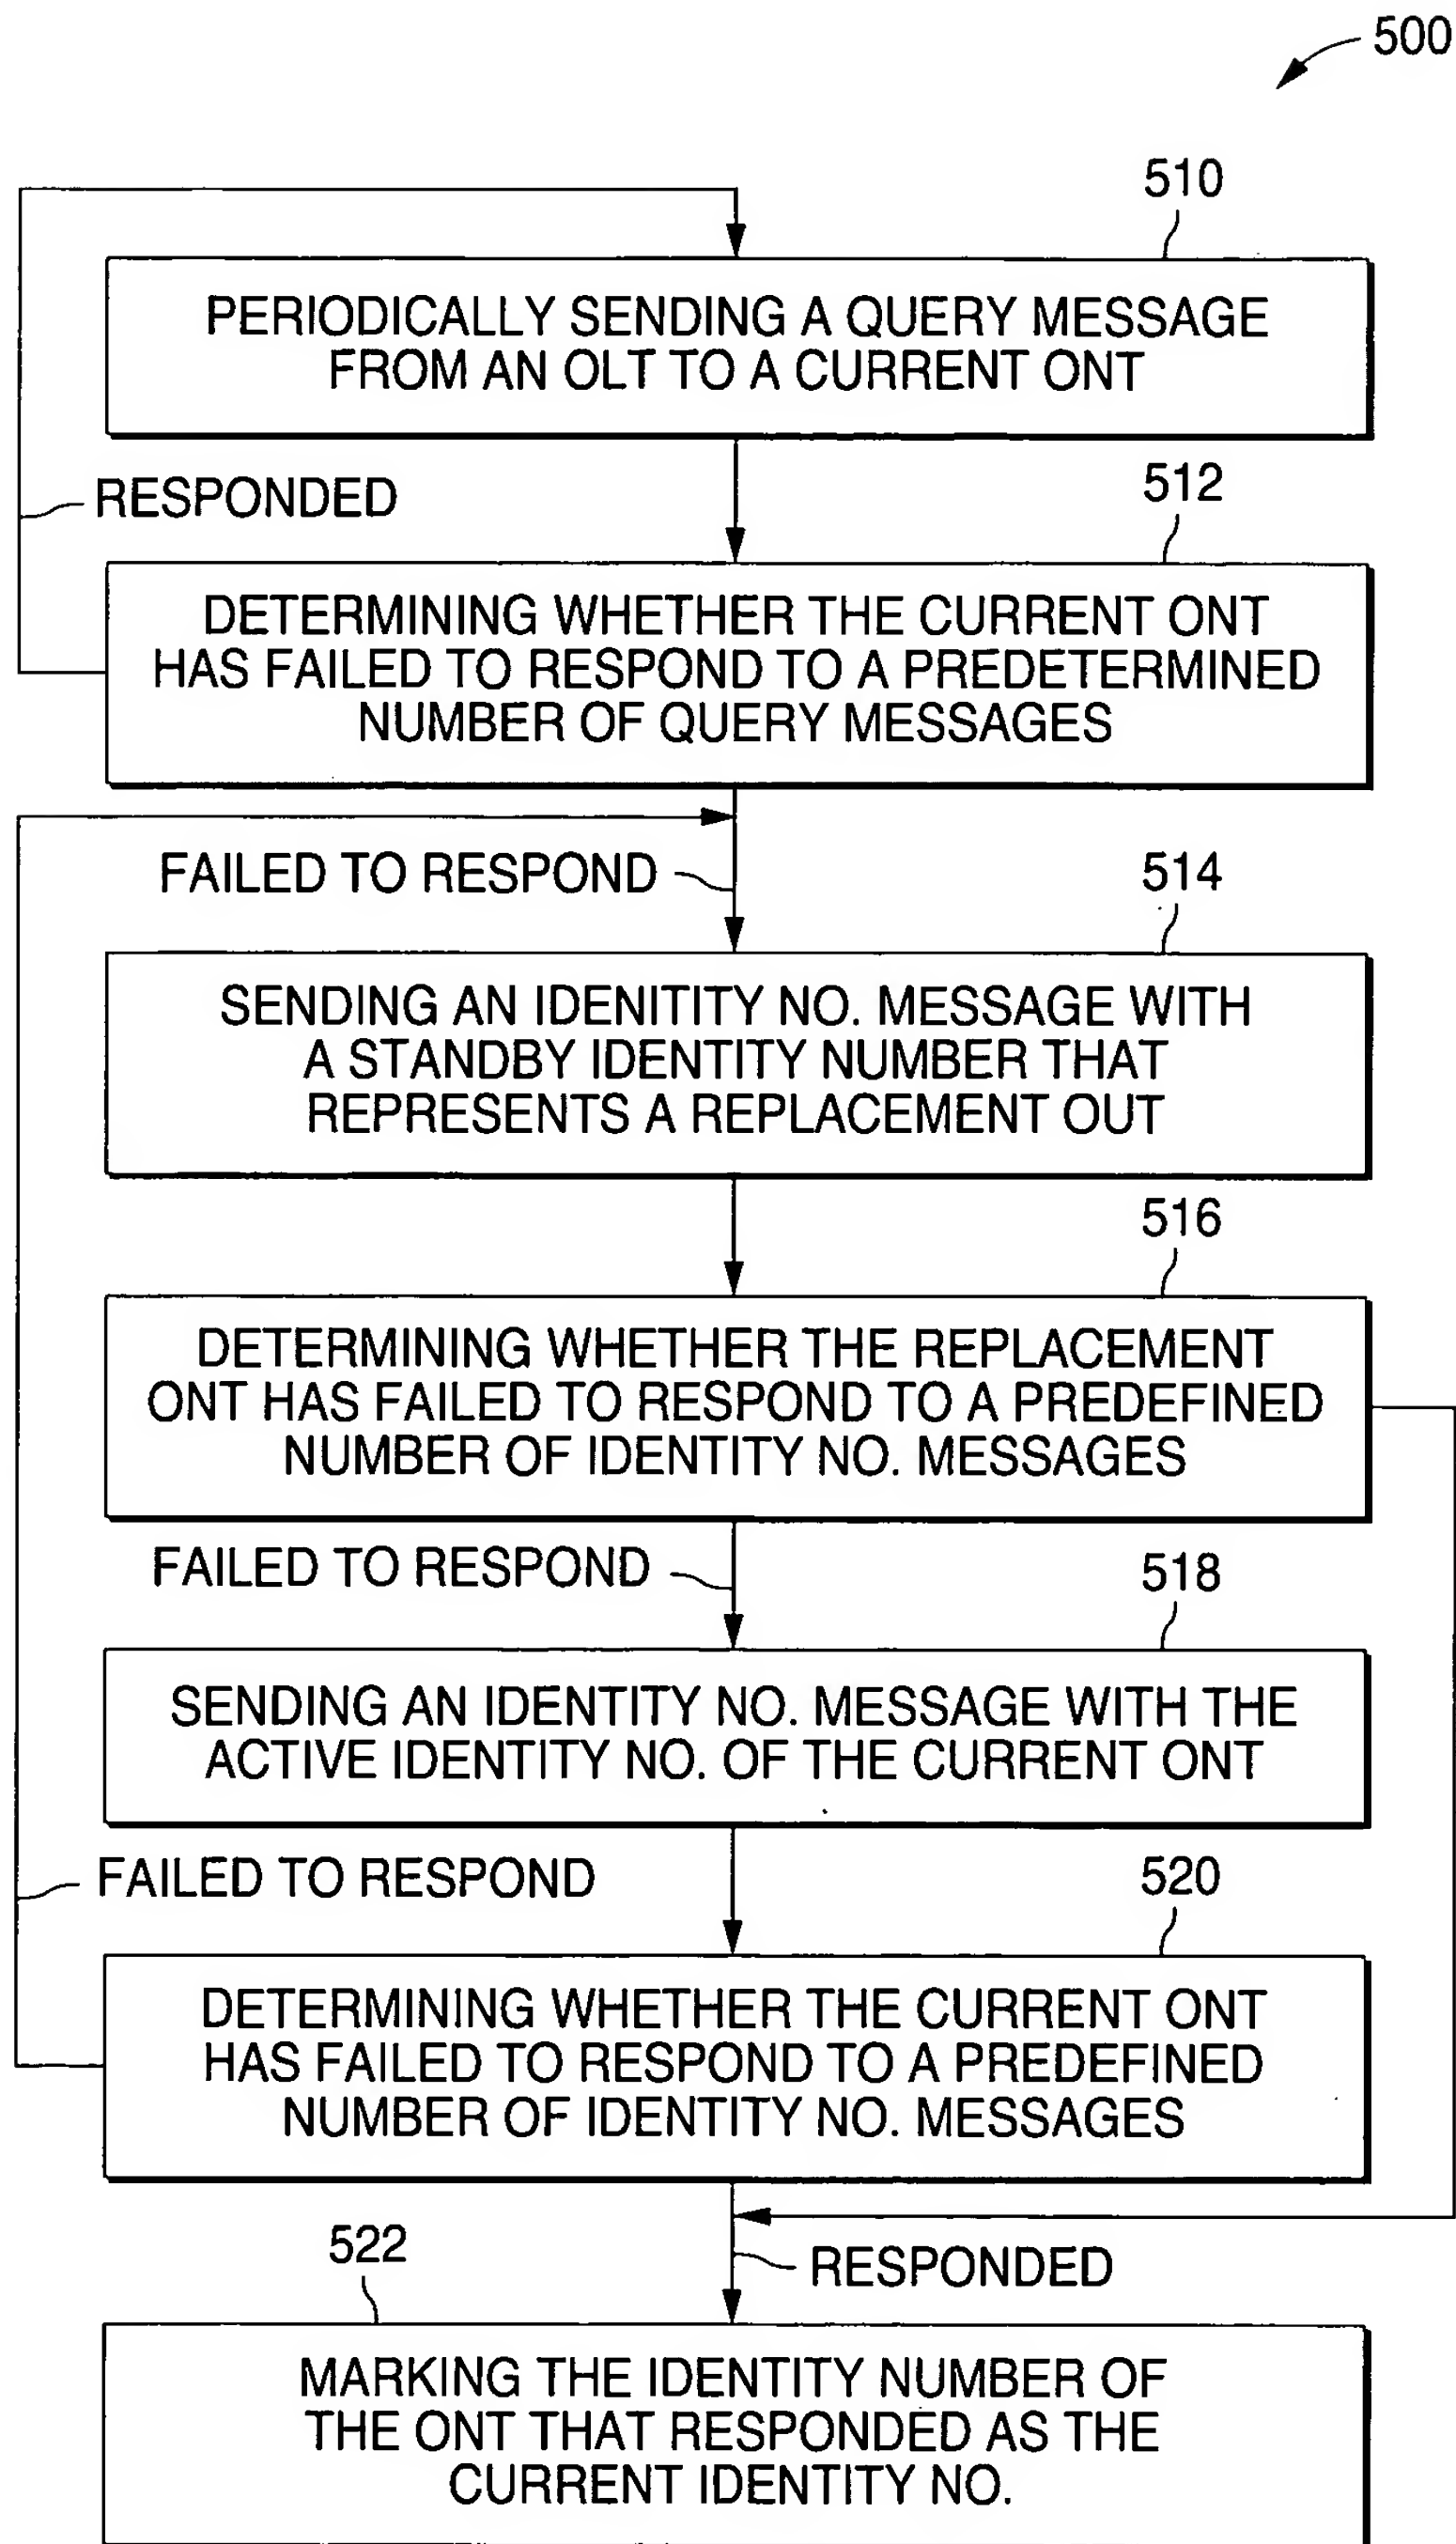 500
510
PERIODICALLY SENDING A QUERY MESSAGE
FROM AN OLT TO A CURRENT ONT
RESPONDED
512
DETERMINING WHETHER THE CURRENT ONT
HAS FAILED TO RESPOND TO A PREDETERMINED
NUMBER OF QUERY MESSAGES
FAILED TO RESPOND
514
SENDING AN IDENITITY NO. MESSAGE WITH
A STANDBY IDENTITY NUMBER THAT
REPRESENTS A REPLACEMENT OUT
516
DETERMINING WHETHER THE REPLACEMENT
ONT HAS FAILED TO RESPOND TO A PREDEFINED
NUMBER OF IDENTITY NO. MESSAGES
FAILED TO RESPOND
518
SENDING AN IDENTITY NO. MESSAGE WITH THE
ACTIVE IDENTITY NO. OF THE CURRENT ONT
FAILED TO RESPOND
520
DETERMINING WHETHER THE CURRENT ONT
HAS FAILED TO RESPOND TO A PREDEFINED
NUMBER OF IDENTITY NO. MESSAGES
522
RESPONDED
MARKING THE IDENTITY NUMBER OF
THE ONT THAT RESPONDED AS THE
CURRENT IDENTITY NO.